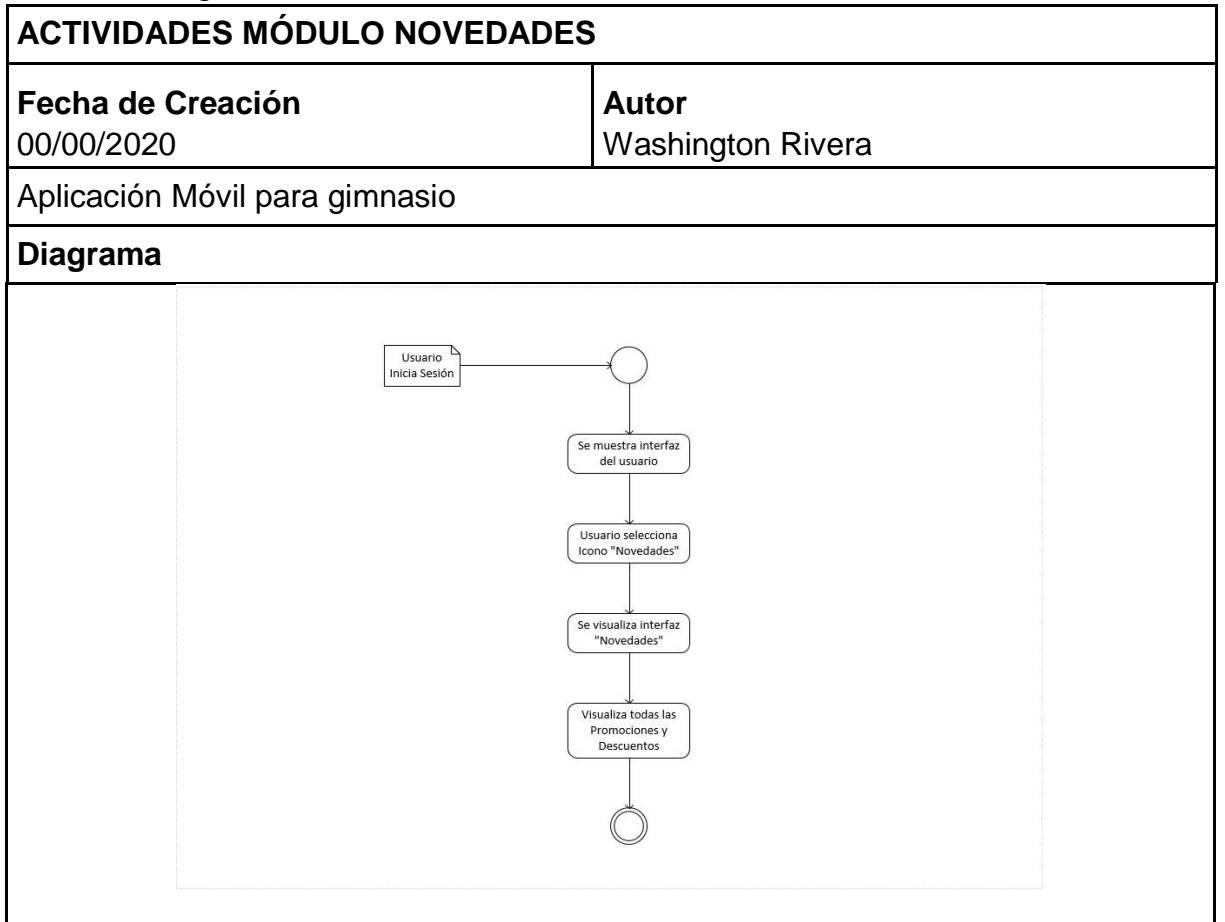 ACTIVIDADES MÓDULO NOVEDADES
Fecha de Creación
00/00/2020
Autor
Washington Rivera
Aplicación Móvil para gimnasio
Diagrama
Usuario
Inicia Sesión
Se muestra interfaz
del usuario
Usuario selecciona
Icono "Novedades"
Se visualiza interfaz
"Novedades"
Visualiza todas las
Promociones y
Descuentos